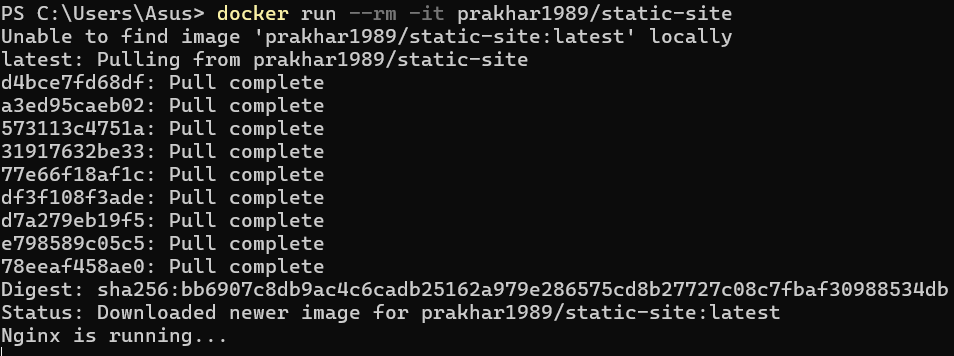 PS C:\Users\Asus> docker run --rm -it prakhar1989/static-site
Unable to find image 'prakhar1989/static-site:latest' locally
latest: Pulling from prakhar1989/static-site
d4bce7fd68df: Pull complete
a3ed95caeb02: Pull complete
573113c4751a: Pull complete
31917632be33: Pull complete
77e66f18af1c: Pull complete
df3f108f3ade: Pull complete
d7a279eb19f5: Pull complete
e798589c05c5: Pull complete
78eeaf458ae0: Pull complete
Digest: sha256:bb6907c8db9ac4c6cadb25162a979e286575cd8b27727c08c7fbaf30988534db
Status: Downloaded newer image for prakhar1989/static-site:latest
Nginx is running...